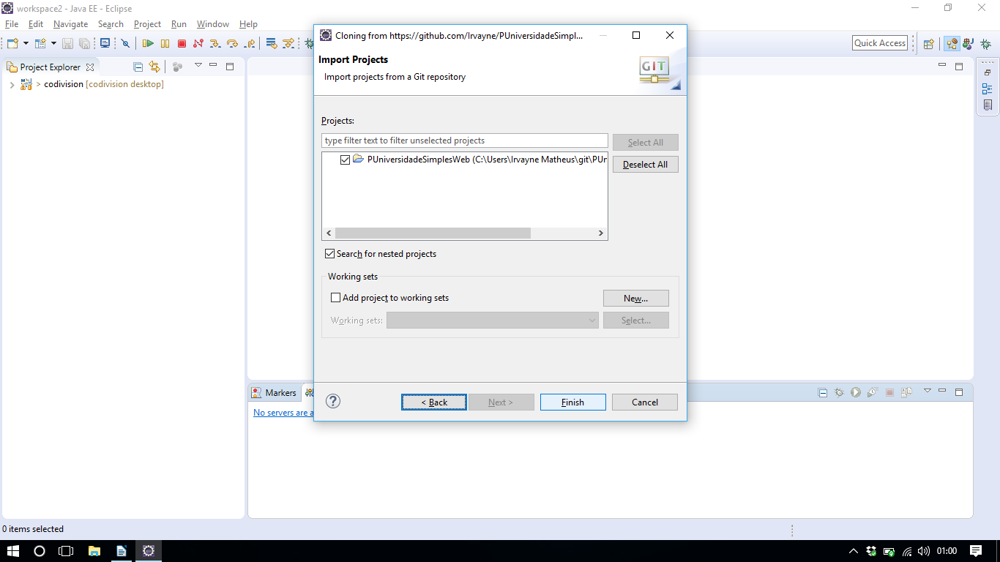 workspace2 - Java EE - Eclipse
File Edit Navigate Search Project Run Window Help
Quick Access
Project Explorer
> codivision [codivision desktop]
Cloning from https://github.com/Irvayne/PUniversidadeSimpl...
Import Projects
Import projects from a Git repository
GIT
Projects:
type filter text to filter unselected projects
Select All
PUniversidadeSimplesWeb (C:\Users\Irvayne Matheus\git\PUn
Deselect All
Search for nested projects
Working sets
Add project to working sets
New...
Working sets:
Select...
< Back Next > Finish Cancel
Markers
No servers are a
0 items selected
01:00